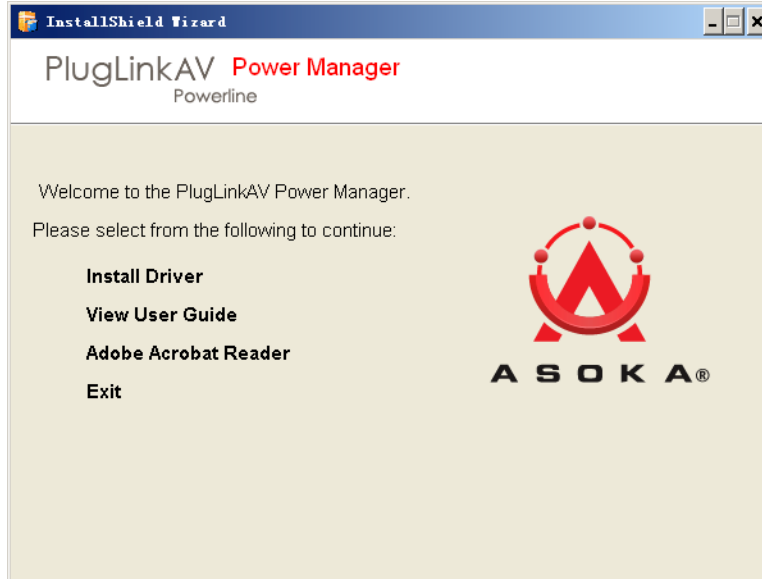 InstallShield Wizard
PlugLinkAV Power Manager
Powerline
Welcome to the PlugLinkAV Power Manager.
Please select from the following to continue:
Install Driver
View User Guide
Adobe Acrobat Reader
Exit
ASOKA®